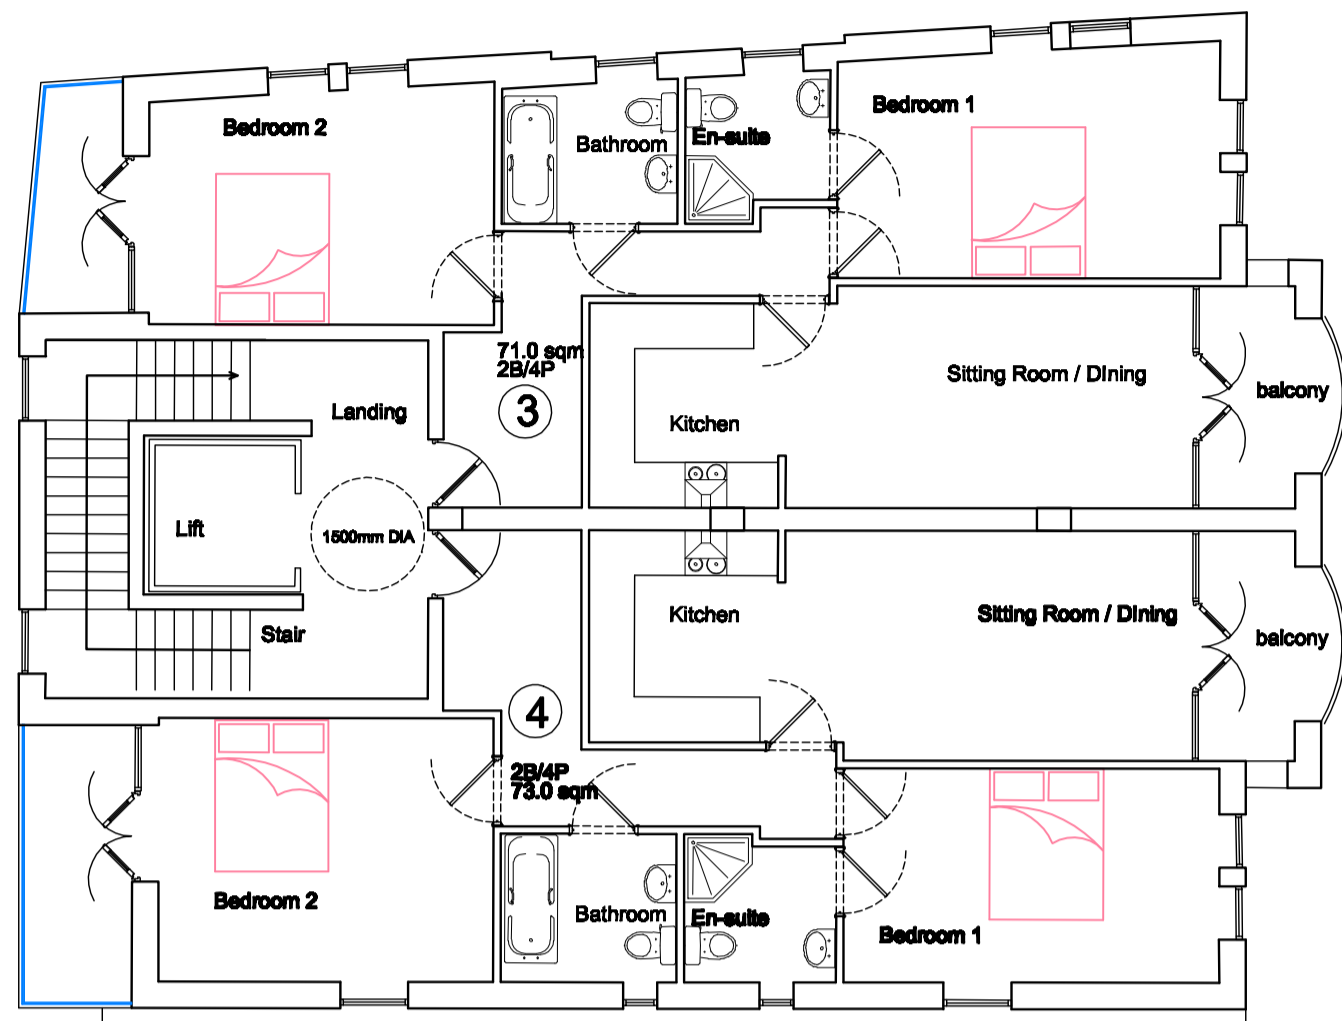 Bedroom 2
Bathroom
En-suite
Bedroom 1
71.0 sqm
2B/4P
3
Landing
Kitchen
Sitting Room / DIning
balcony
Lift
1500mm DIA
Stair
Kitchen
Sitting Room / DIning
balcony
4
2B/4P
73.0 sqm
Bedroom 2
Bathroom
En-suite
Bedroom 1